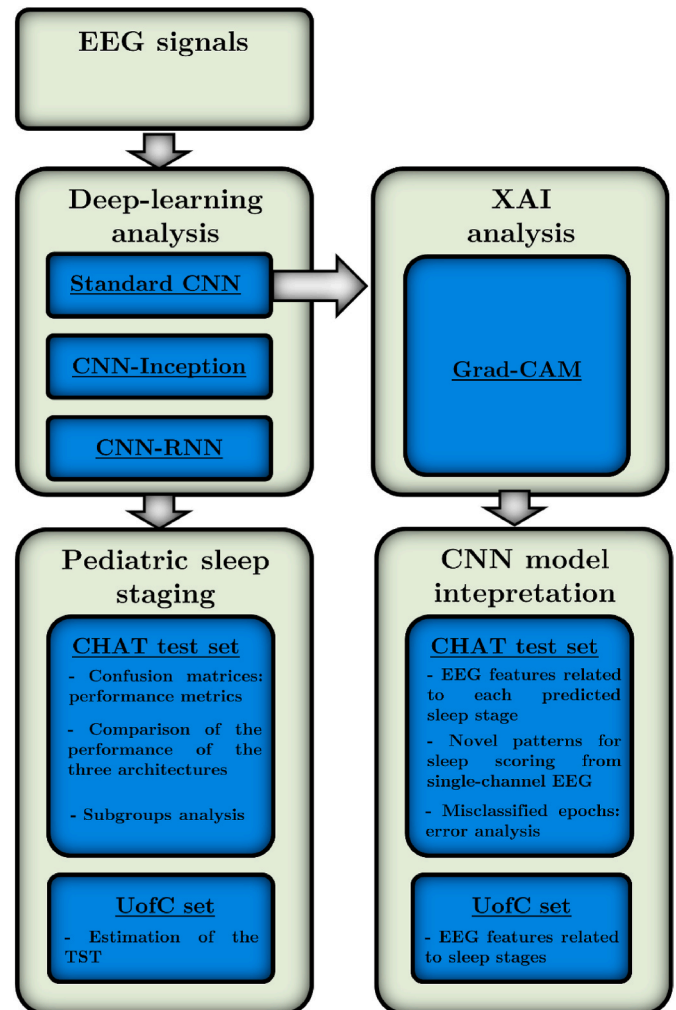 EEG signals
Deep-learning
analysis
Standard CNN
CNN-Inception
CNN-RNN
XAI
analysis
Grad-CAM
Pediatric sleep
staging
CHAT test set
- Confusion matrices:
performance metrics
- Comparison of the
performance of the
three architectures
- Subgroups analysis
UofC set
- Estimation of the
TST
CNN model
intepretation
CHAT test set
- EEG features related
to each predicted
sleep stage
- Novel patterns for
sleep scoring from
single-channel EEG
- Misclassified epochs:
error analysis
UofC set
- EEG features related
to sleep stages